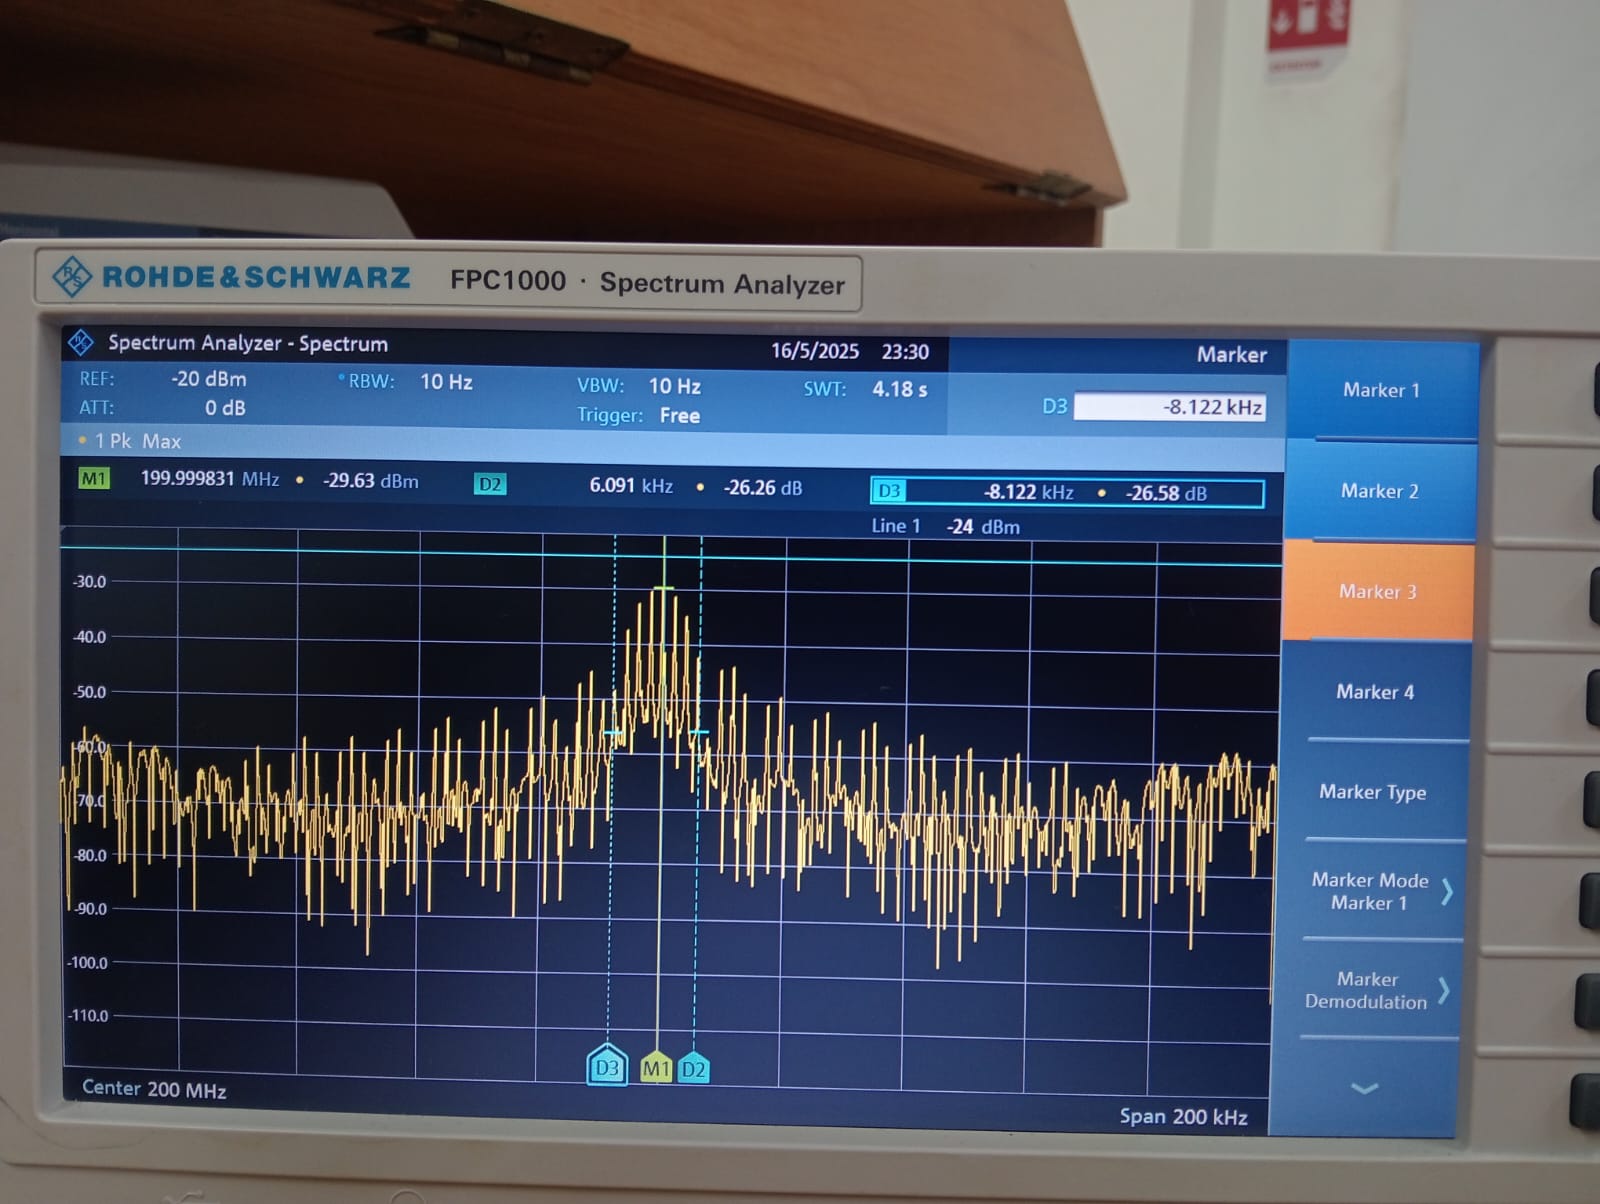 ROHDE & SCHWARZ FPC1000 · Spectrum Analyzer
Spectrum Analyzer - Spectrum 16/5/2025 23:30 Marker
REF: -20 dBm RBW: 10 Hz VBW: 10 Hz SWT: 4.18 s
ATT: 0 dB Trigger: Free
D3 -8.122 kHz
1 Pk Max
M1 199.999831 MHz • -29.63 dBm D2 6.091 kHz • -26.26 dB D3 -8.122 kHz • -26.58 dB
Line 1 -24 dBm
-30.0
-40.0
-50.0
-60.0
-70.0
-80.0
-90.0
-100.0
-110.0
D3 M1 D2
Center 200 MHz
Span 200 kHz
Marker 1
Marker 2
Marker 3
Marker 4
Marker Type
Marker Mode
Marker 1
Marker
Demodulation